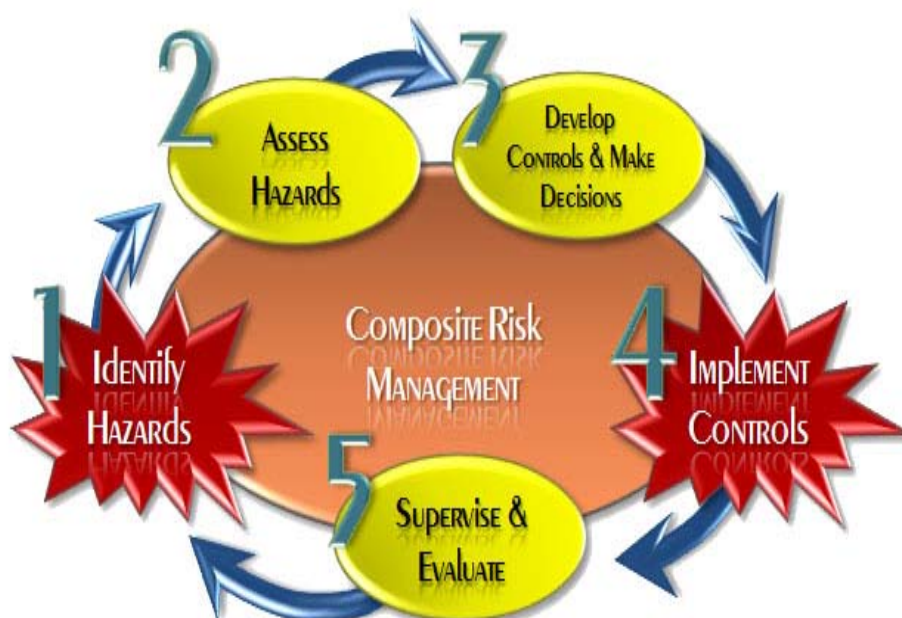 1
Identify
Hazards
2
Assess
Hazards
3
Develop
Controls & Make
Decisions
4
Implement
Controls
5
Supervise &
Evaluate
Composite Risk
Management